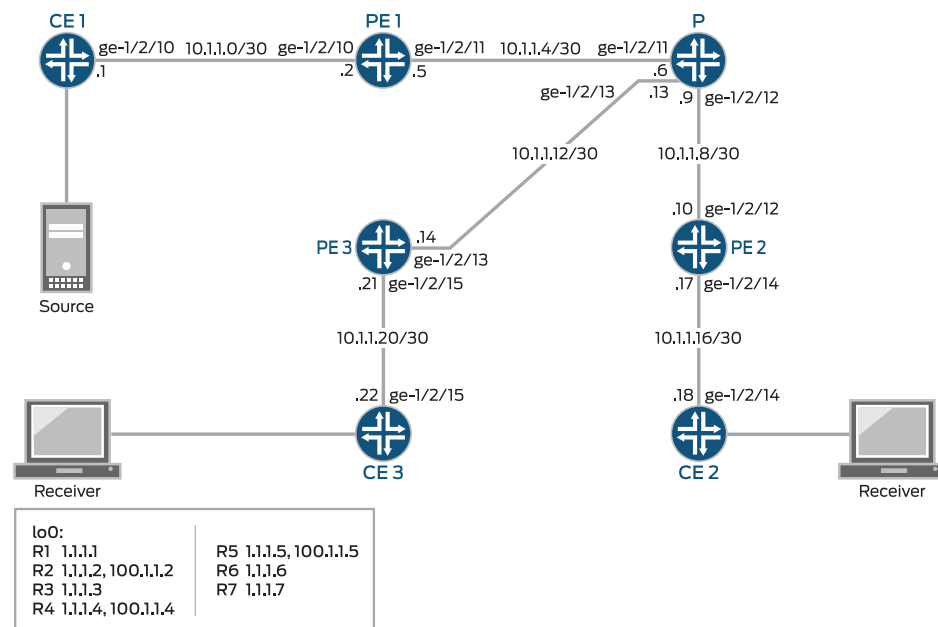 CE 1 PE 1 P
ge-1/2/10 10.1.1.0/30 ge-1/2/10 ge-1/2/11 10.1.1.4/30 ge-1/2/11
.1 .2 .5 .6
ge-1/2/13 .13 .9 ge-1/2/12
10.1.1.12/30 10.1.1.8/30
.10 ge-1/2/12
PE 3 .14 PE 2
ge-1/2/13
.21 ge-1/2/15 .17 ge-1/2/14
Source
10.1.1.20/30 10.1.1.16/30
.22 ge-1/2/15 .18 ge-1/2/14
CE 3 CE 2
Receiver Receiver
lo0:
R1 1.1.1.1
R2 1.1.1.2, 100.1.1.2
R3 1.1.1.3
R4 1.1.1.4, 100.1.1.4
R5 1.1.1.5, 100.1.1.5
R6 1.1.1.6
R7 1.1.1.7